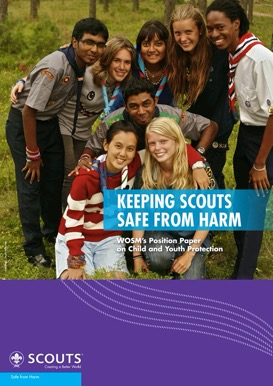 KEEPING SCOUTS
SAFE FROM HARM
WOSM's Position Paper
on Child and Youth Protection
SCOUTS
Creating a Better World
Safe from Harm